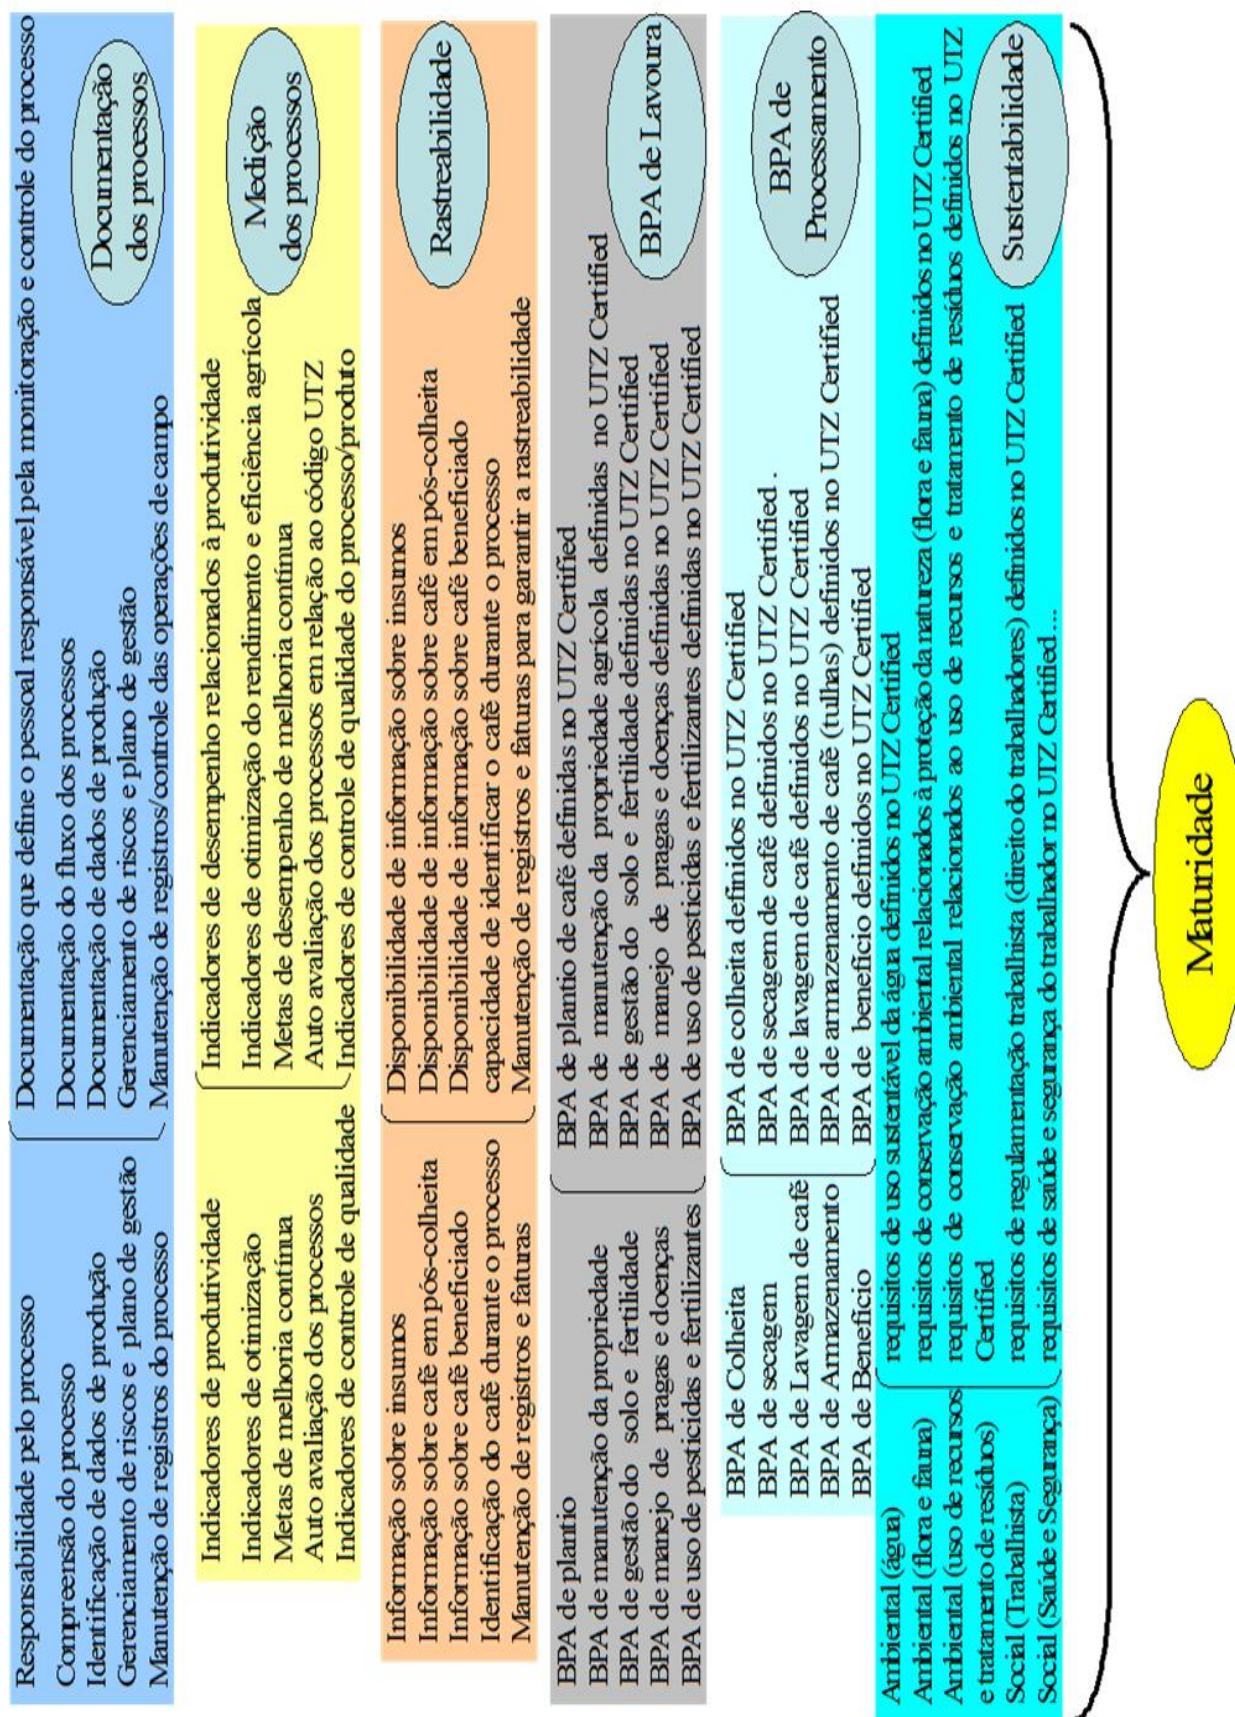 Responsabilidade pelo processo
Compreensão do processo
Identificação de dados de produção
Gerenciamento de riscos e plano de gestão
Manutenção de registros do processo
Documentação que define o pessoal responsável pela monitoração e controle do processo
Documentação do fluxo dos processos
Documentação de dados de produção
Gerenciamento de riscos e plano de gestão
Manutenção de registros/controle das operações de campo
Documentação
dos processos
Indicadores de produtividade
Indicadores de otimização
Metas de melhoria contínua
Auto avaliação dos processos
Indicadores de controle de qualidade
Indicadores de desempenho relacionados à produtividade
Indicadores de otimização do rendimento e eficiência agrícola
Metas de desempenho de melhoria contínua
Auto avaliação dos processos em relação ao código UTZ
Indicadores de controle de qualidade do processo/produto
Medição
dos processos
Informação sobre insumos
Informação sobre café em pós-colheita
Informação sobre café beneficiado
Identificação do café durante o processo
Manutenção de registros e faturas
Disponibilidade de informação sobre insumos
Disponibilidade de informação sobre café em pós-colheita
Disponibilidade de informação sobre café beneficiado
capacidade de identificar o café durante o processo
Manutenção de registros e faturas para garantir a rastreabilidade
Rastreabilidade
BPA de plantio
BPA de manutenção da propriedade
BPA de gestão do solo e fertilidade
BPA de manejo de pragas e doenças
BPA de uso de pesticidas e fertilizantes
BPA de plantio de café definidas no UTZ Certified
BPA de manutenção da propriedade agrícola definidas no UTZ Certified
BPA de gestão do solo e fertilidade definidas no UTZ Certified
BPA de manejo de pragas e doenças definidas no UTZ Certified
BPA de uso de pesticidas e fertilizantes definidas no UTZ Certified
BPA de Lavoura
BPA de Colheita
BPA de secagem
BPA de Lavagem de café
BPA de Armazenamento
BPA de Benefício
BPA de colheita definidos no UTZ Certified
BPA de secagem de café definidos no UTZ Certified .
BPA de lavagem de café definidos no UTZ Certified
BPA de armazenamento de café (tulhas) definidos no UTZ Certified
BPA de benefício definidos no UTZ Certified
BPA de
Processamento
Ambiental (água)
Ambiental (flora e fauna)
Ambiental (uso de recursos
e tratamento de resíduos)
Social (Trabalhista)
Social (Saúde e Segurança)
requisitos de uso sustentável da água definidos no UTZ Certified
requisitos de conservação ambiental relacionados à proteção da natureza (flora e fauna) definidos no UTZ Certified
requisitos de conservação ambiental relacionados ao uso de recursos e tratamento de resíduos definidos no UTZ
Certified
requisitos de regulamentação trabalhista (direito do trabalhadores) definidos no UTZ Certified
requisitos de saúde e segurança do trabalhador no UTZ Certified...
Sustentabilidade
Maturidade